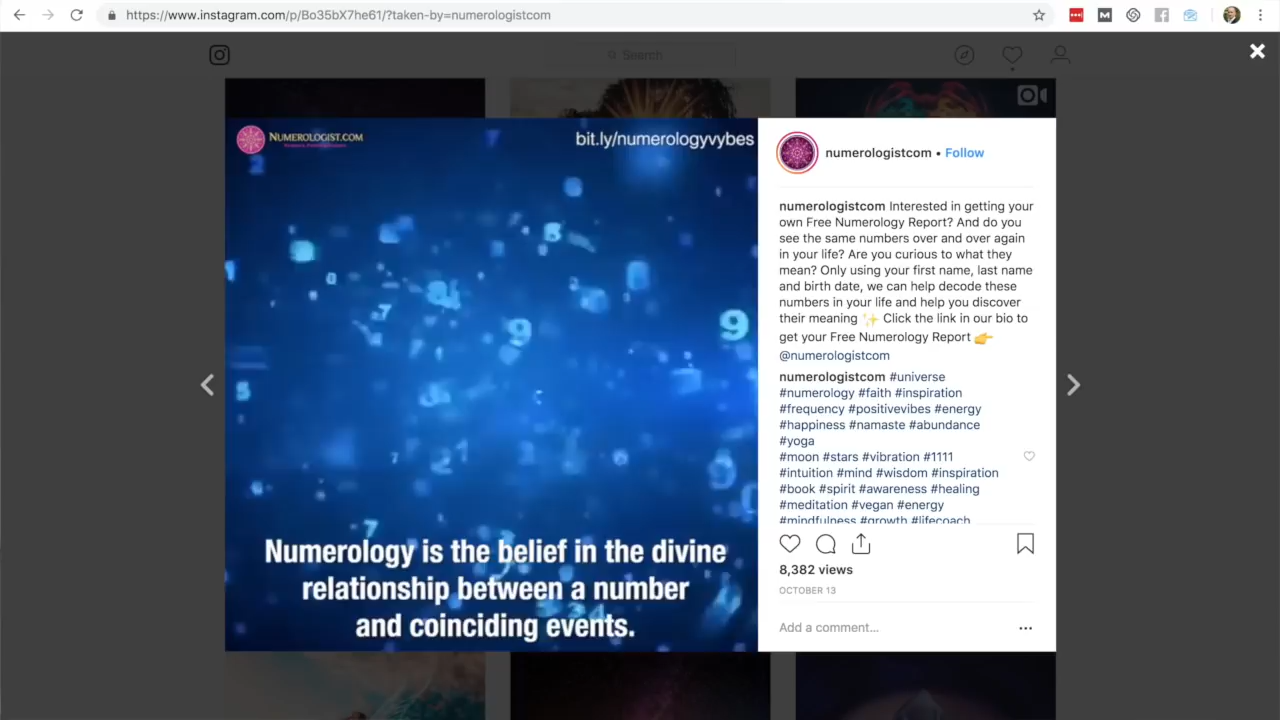 https://www.instagram.com/p/Bo35bX7he61/?taken-by=numerologistcom
Search
NUMEROLOGIST.COM
bit.ly/numerologyvybes
Numerology is the belief in the divine
relationship between a number
and coinciding events.
numerologistcom • Follow
numerologistcom Interested in getting your
own Free Numerology Report? And do you
see the same numbers over and over again
in your life? Are you curious to what they
mean? Only using your first name, last name
and birth date, we can help decode these
numbers in your life and help you discover
their meaning ✨ Click the link in our bio to
get your Free Numerology Report 👉
@numerologistcom
numerologistcom #universe
#numerology #faith #inspiration
#frequency #positivevibes #energy
#happiness #namaste #abundance
#yoga
#moon #stars #vibration #1111
#intuition #mind #wisdom #inspiration
#book #spirit #awareness #healing
#meditation #vegan #energy
#mindfulness #growth #lifecoach
8,382 views
OCTOBER 13
Add a comment...